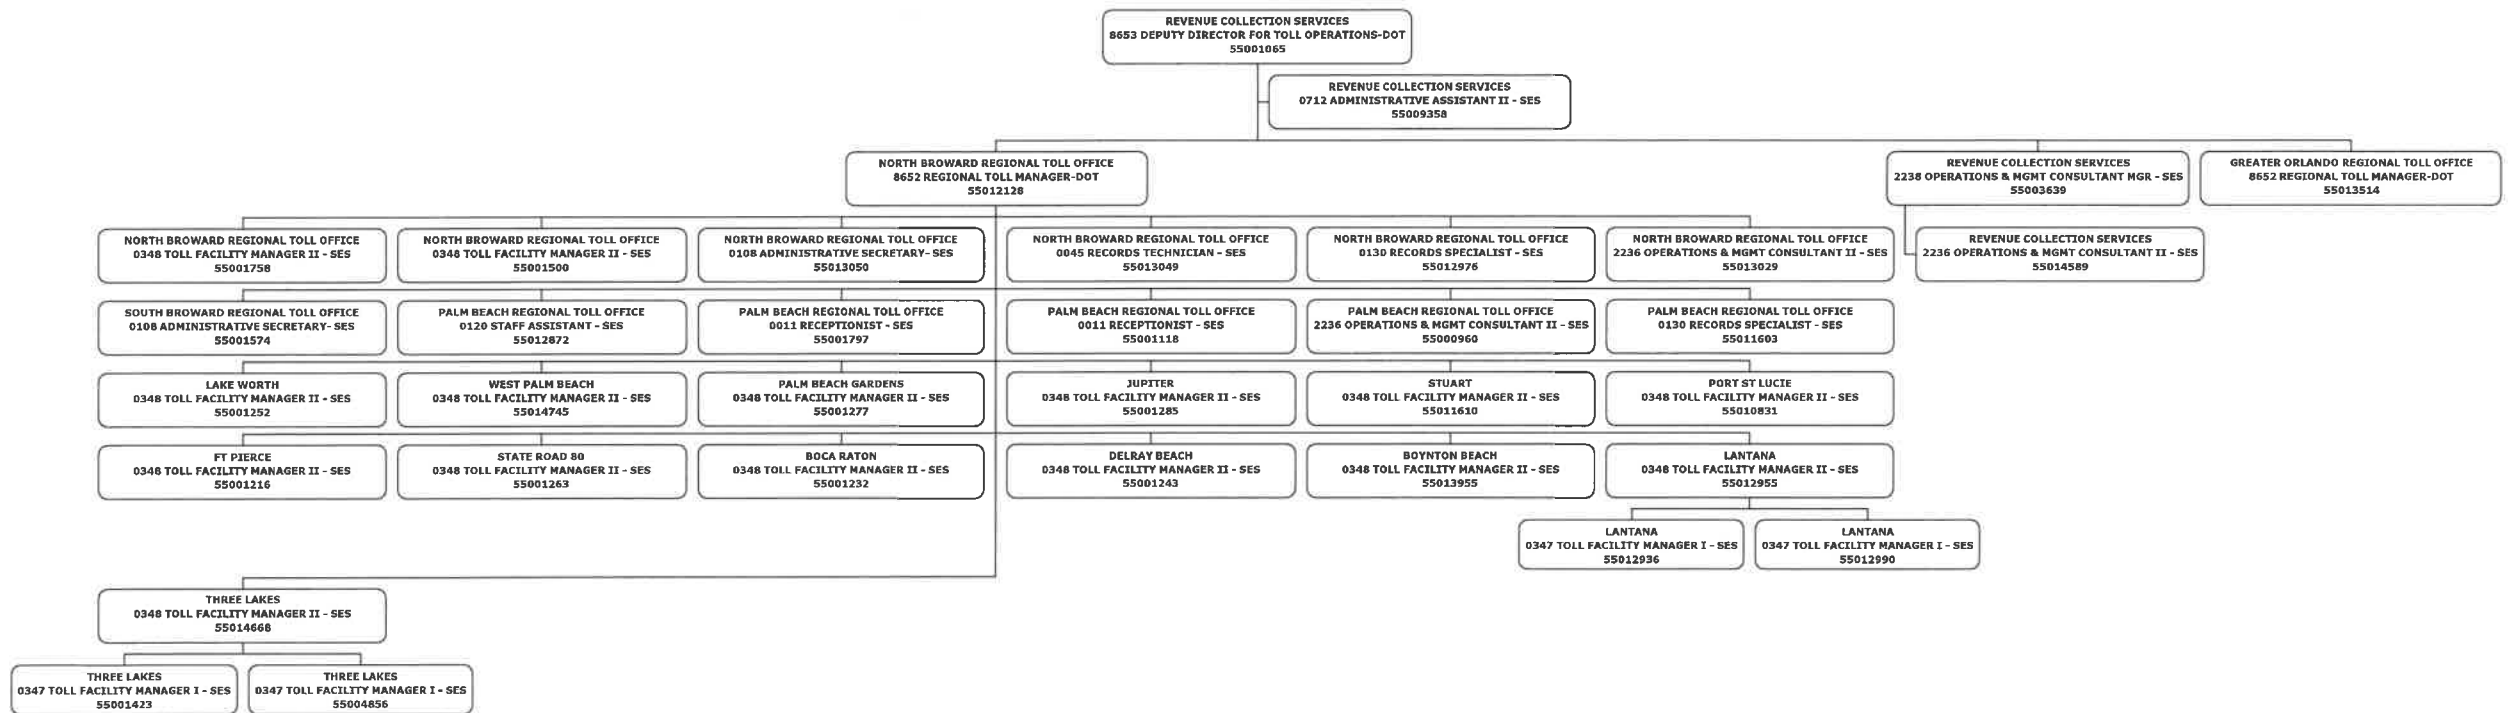 REVENUE COLLECTION SERVICES
8653 DEPUTY DIRECTOR FOR TOLL OPERATIONS-DOT
55001065
REVENUE COLLECTION SERVICES
0712 ADMINISTRATIVE ASSISTANT II - SES
55009358
NORTH BROWARD REGIONAL TOLL OFFICE
8652 REGIONAL TOLL MANAGER-DOT
55012128
REVENUE COLLECTION SERVICES
2238 OPERATIONS & MGMT CONSULTANT MGR - SES
55003639
GREATER ORLANDO REGIONAL TOLL OFFICE
8652 REGIONAL TOLL MANAGER-DOT
55013514
NORTH BROWARD REGIONAL TOLL OFFICE
0348 TOLL FACILITY MANAGER II - SES
55001758
NORTH BROWARD REGIONAL TOLL OFFICE
0348 TOLL FACILITY MANAGER II - SES
55001500
NORTH BROWARD REGIONAL TOLL OFFICE
0108 ADMINISTRATIVE SECRETARY- SES
55013050
NORTH BROWARD REGIONAL TOLL OFFICE
0045 RECORDS TECHNICIAN - SES
55013049
NORTH BROWARD REGIONAL TOLL OFFICE
0130 RECORDS SPECIALIST - SES
55012976
NORTH BROWARD REGIONAL TOLL OFFICE
2236 OPERATIONS & MGMT CONSULTANT II - SES
55013029
REVENUE COLLECTION SERVICES
2236 OPERATIONS & MGMT CONSULTANT II - SES
55014589
SOUTH BROWARD REGIONAL TOLL OFFICE
0108 ADMINISTRATIVE SECRETARY- SES
55001574
PALM BEACH REGIONAL TOLL OFFICE
0120 STAFF ASSISTANT - SES
55012872
PALM BEACH REGIONAL TOLL OFFICE
0011 RECEPTIONIST - SES
55001797
PALM BEACH REGIONAL TOLL OFFICE
0011 RECEPTIONIST - SES
55001118
PALM BEACH REGIONAL TOLL OFFICE
2236 OPERATIONS & MGMT CONSULTANT II - SES
55000960
PALM BEACH REGIONAL TOLL OFFICE
0130 RECORDS SPECIALIST - SES
55011603
LAKE WORTH
0348 TOLL FACILITY MANAGER II - SES
55001252
WEST PALM BEACH
0348 TOLL FACILITY MANAGER II - SES
55014745
PALM BEACH GARDENS
0348 TOLL FACILITY MANAGER II - SES
55001277
JUPITER
0348 TOLL FACILITY MANAGER II - SES
55001285
STUART
0348 TOLL FACILITY MANAGER II - SES
55011610
PORT ST LUCIE
0348 TOLL FACILITY MANAGER II - SES
55010831
FT PIERCE
0348 TOLL FACILITY MANAGER II - SES
55001216
STATE ROAD 80
0348 TOLL FACILITY MANAGER II - SES
55001263
BOCA RATON
0348 TOLL FACILITY MANAGER II - SES
55001232
DELRAY BEACH
0348 TOLL FACILITY MANAGER II - SES
55001243
BOYNTON BEACH
0348 TOLL FACILITY MANAGER II - SES
55013955
LANTANA
0348 TOLL FACILITY MANAGER II - SES
55012955
LANTANA
0347 TOLL FACILITY MANAGER I - SES
55012936
LANTANA
0347 TOLL FACILITY MANAGER I - SES
55012990
THREE LAKES
0348 TOLL FACILITY MANAGER II - SES
55014668
THREE LAKES
0347 TOLL FACILITY MANAGER I - SES
55001423
THREE LAKES
0347 TOLL FACILITY MANAGER I - SES
55004856